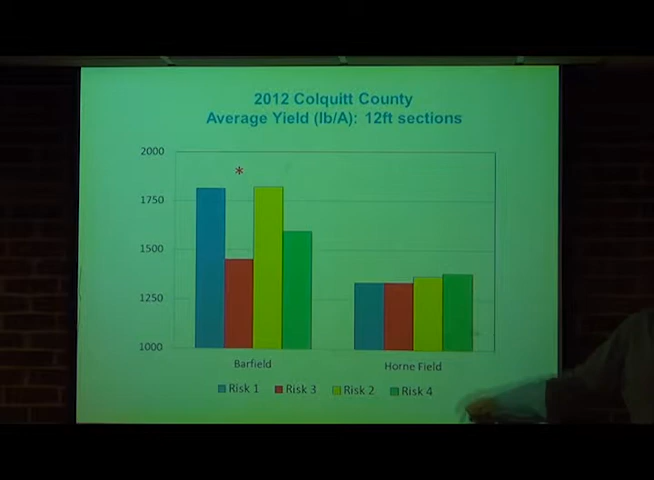 2012 Colquitt County
Average Yield (lb/A): 12ft sections
2000
*
1750
1500
1250
1000
Barfield
Horne Field
Risk 1 Risk 3 Risk 2 Risk 4